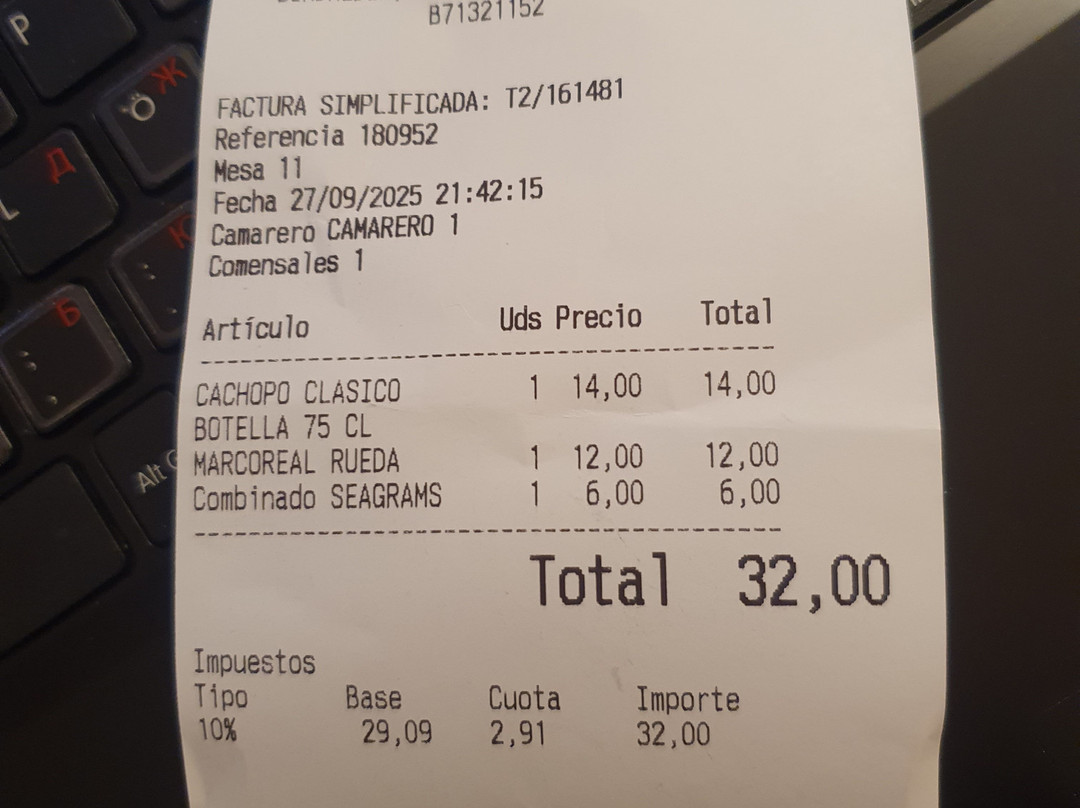 B71321152
FACTURA SIMPLIFICADA: T2/161481
Referencia 180952
Mesa 11
Fecha 27/09/2025 21:42:15
Camarero CAMARERO 1
Comensales 1
Artículo Uds Precio Total
CACHOPO CLASICO 1 14,00 14,00
BOTELLA 75 CL
MARCOREAL RUEDA 1 12,00 12,00
Combinado SEAGRAMS 1 6,00 6,00
Total 32,00
Impuestos
Tipo Base Cuota Importe
10% 29,09 2,91 32,00
P
Ж
Д
L
Ю
Б
Alt